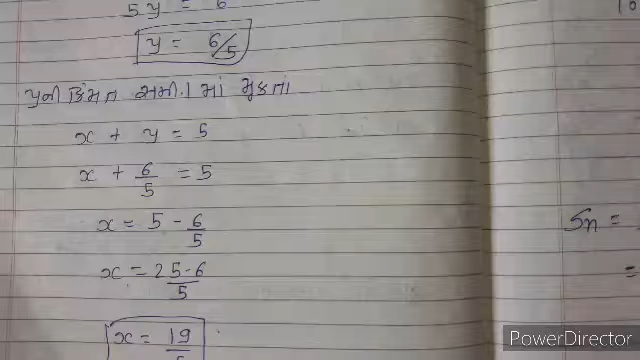 5y = 6
y = 6/5
yની કિંમત સમી.1 માં મુકતા
x + y = 5
x + 6/5 = 5
x = 5 - 6/5
x = 25-6/5
x = 19/5
Sn =
=
PowerDirector